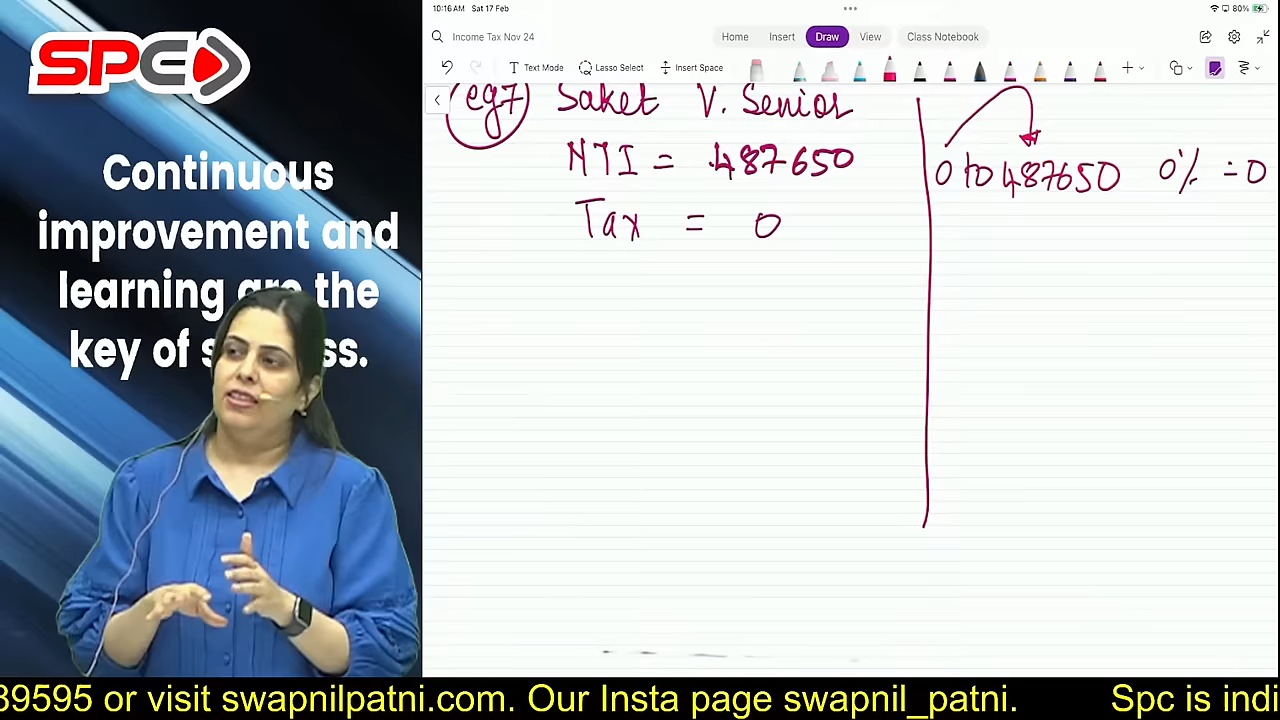 SPC
Continuous
improvement and
learning are the
key of s ss.
10:16 AM Sat 17 Feb
80%
Income Tax Nov 24
Home Insert Draw View Class Notebook
Text Mode Lasso Select Insert Space
eg7) Saket V. Senior
NTI = 487650
Tax = 0
0 to 487650 0% = 0
39595 or visit swapnilpatni.com. Our Insta page swapnil_patni. Spc is indi